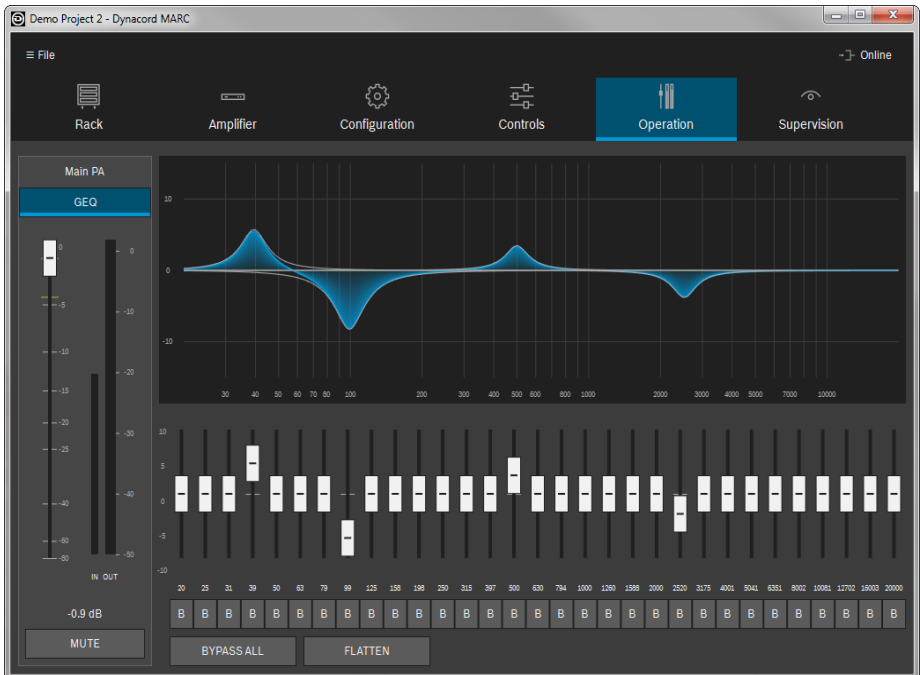 Demo Project 2 - Dynacord MARC
≡ File
Online
Rack Amplifier Configuration Controls Operation Supervision
Main PA
GEQ
0
-5
-10
-15
-20
-25
-40
-60
-80
0
-10
-20
-30
-40
-50
IN OUT
-0.9 dB
MUTE
10
0
-10
30 40 50 60 70 80 100 200 300 400 500 600 800 1000 2000 3000 4000 5000 7000 10000
10
5
0
-5
-10
20 25 31 39 50 63 79 99 125 158 198 250 315 397 500 630 794 1000 1260 1588 2000 2520 3175 4001 5041 6351 8002 10081 12702 16003 20000
B B B B B B B B B B B B B B B B B B B B B B B B B B B B B B B
BYPASS ALL FLATTEN